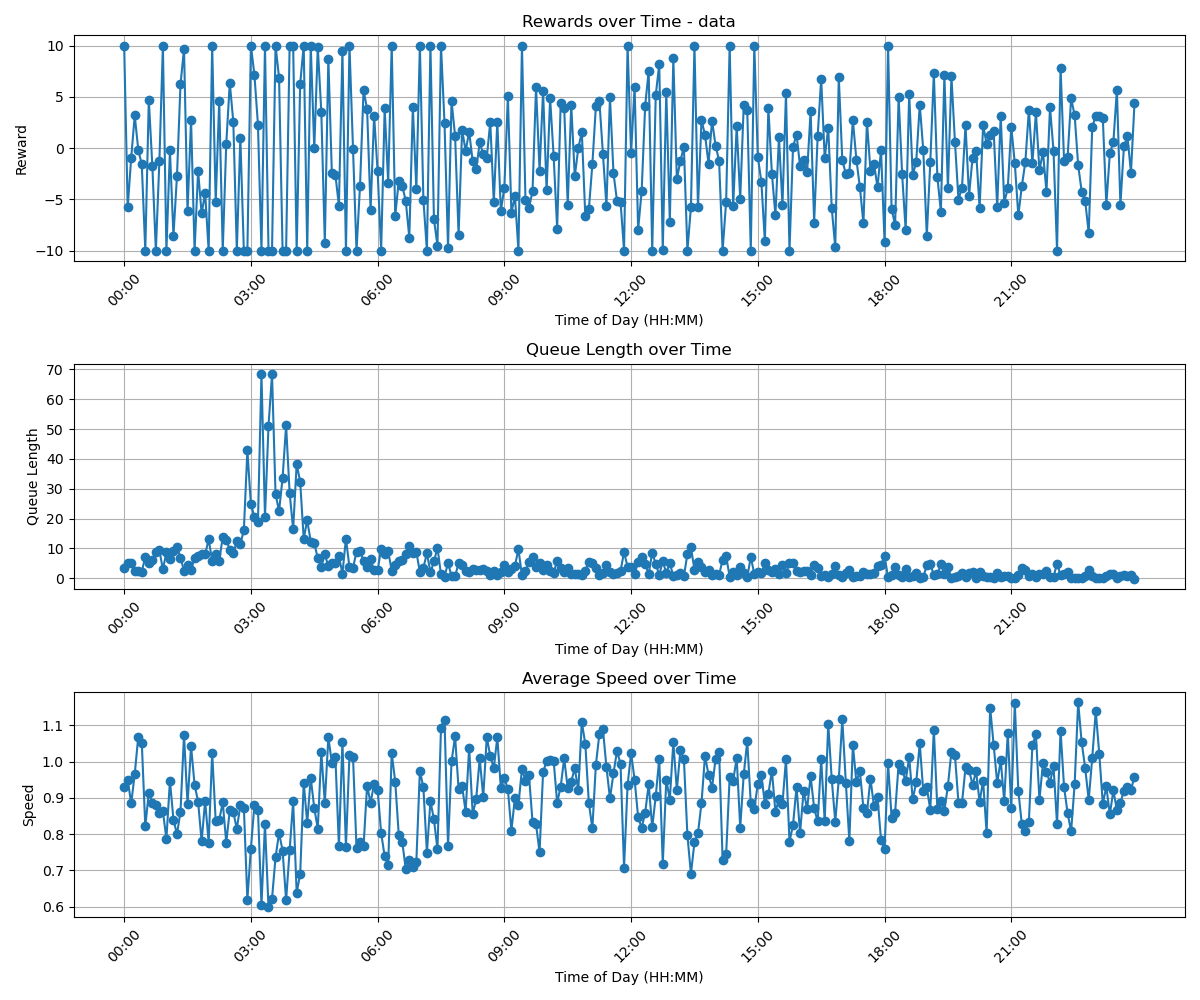 Rewards over Time - data
10
5
0
−5
−10
Reward
00:00 03:00 06:00 09:00 12:00 15:00 18:00 21:00
Time of Day (HH:MM)
Queue Length over Time
70
60
50
40
30
20
10
0
Queue Length
00:00 03:00 06:00 09:00 12:00 15:00 18:00 21:00
Time of Day (HH:MM)
Average Speed over Time
1.1
1.0
0.9
0.8
0.7
0.6
Speed
00:00 03:00 06:00 09:00 12:00 15:00 18:00 21:00
Time of Day (HH:MM)